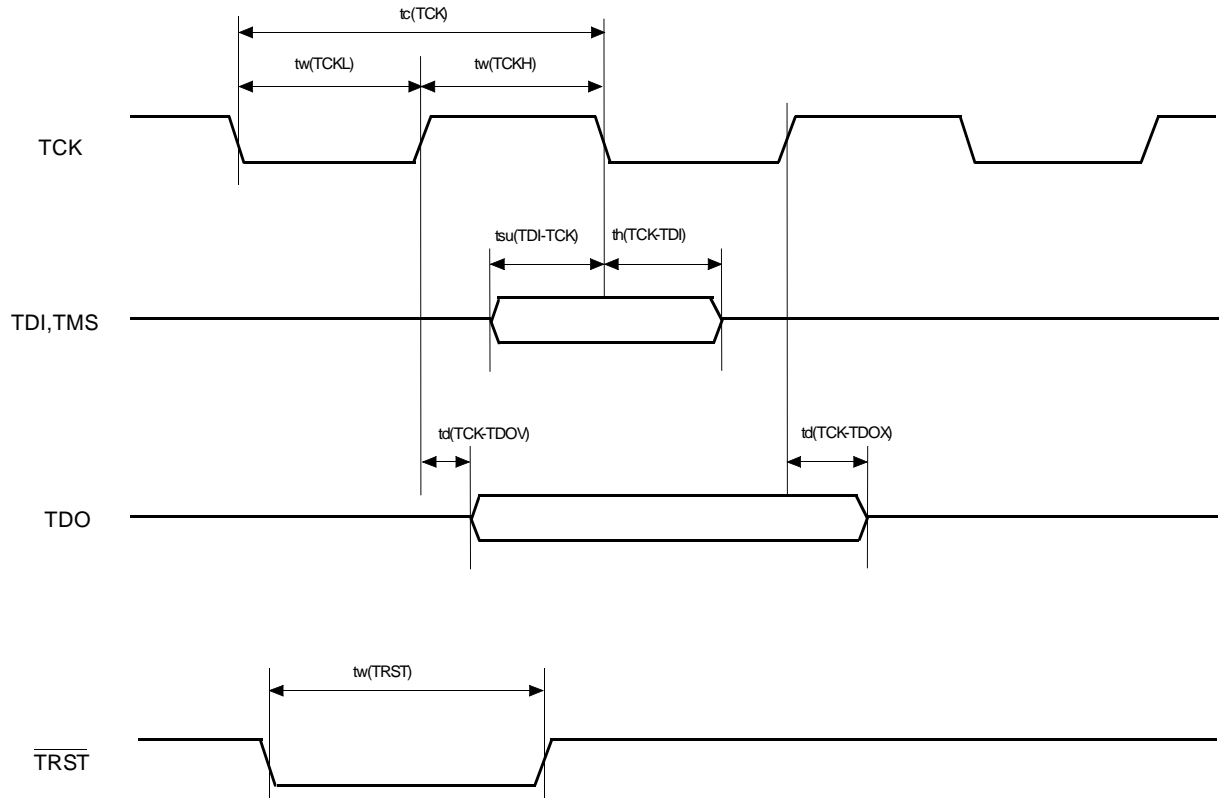 tc(TCK)
tw(TCKL) tw(TCKH)
TCK
tsu(TDI-TCK) th(TCK-TDI)
TDI,TMS
td(TCK-TDOV) td(TCK-TDOX)
TDO
tw(TRST)
TRST